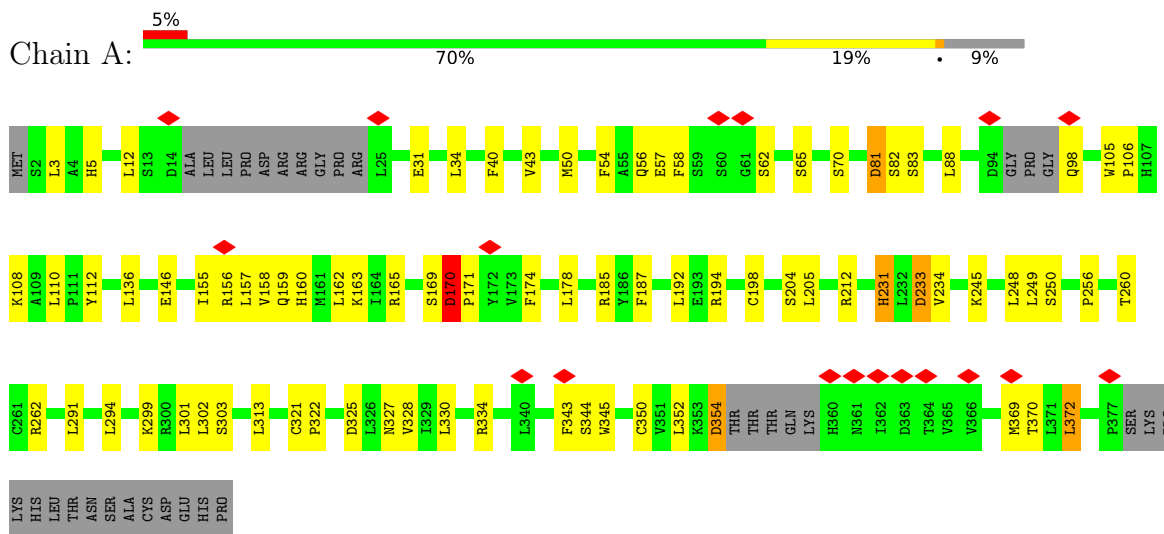 5%
Chain A:
70% 19% • 9%
MET S2 L3 A4 H5 L12 S13 D14 ALA LEU LEU PRO ASP ARG ARG GLY PRO ARG L25 E31 L34 F40 V43 M50 F54 A55 Q56 E57 F58 S59 S60 G61 S62 S65 S70 D81 S82 S83 L88 D94 GLY PRO GLY Q98 W105 P106 H107
K108 A109 L110 P111 Y112 L136 E146 I155 R156 L157 V158 Q159 H160 M161 L162 K163 I164 R165 S169 D170 P171 Y172 V173 F174 L178 R185 Y186 F187 L192 E193 R194 C198 S204 L205 R212 H231 L232 D233 V234 K245 L248 L249 S250 P256 T260
C261 R262 L291 L294 K299 R300 L301 L302 S303 L313 C321 P322 D325 L326 N327 V328 I329 L330 R334 L340 F343 S344 W345 C350 V351 L352 K353 D354 THR THR THR GLN LYS H360 N361 I362 D363 T364 V365 V366 M369 T370 L371 L372 P377 SER LYS
LYS HIS LEU THR ASN SER ALA CYS ASP GLU HIS PRO